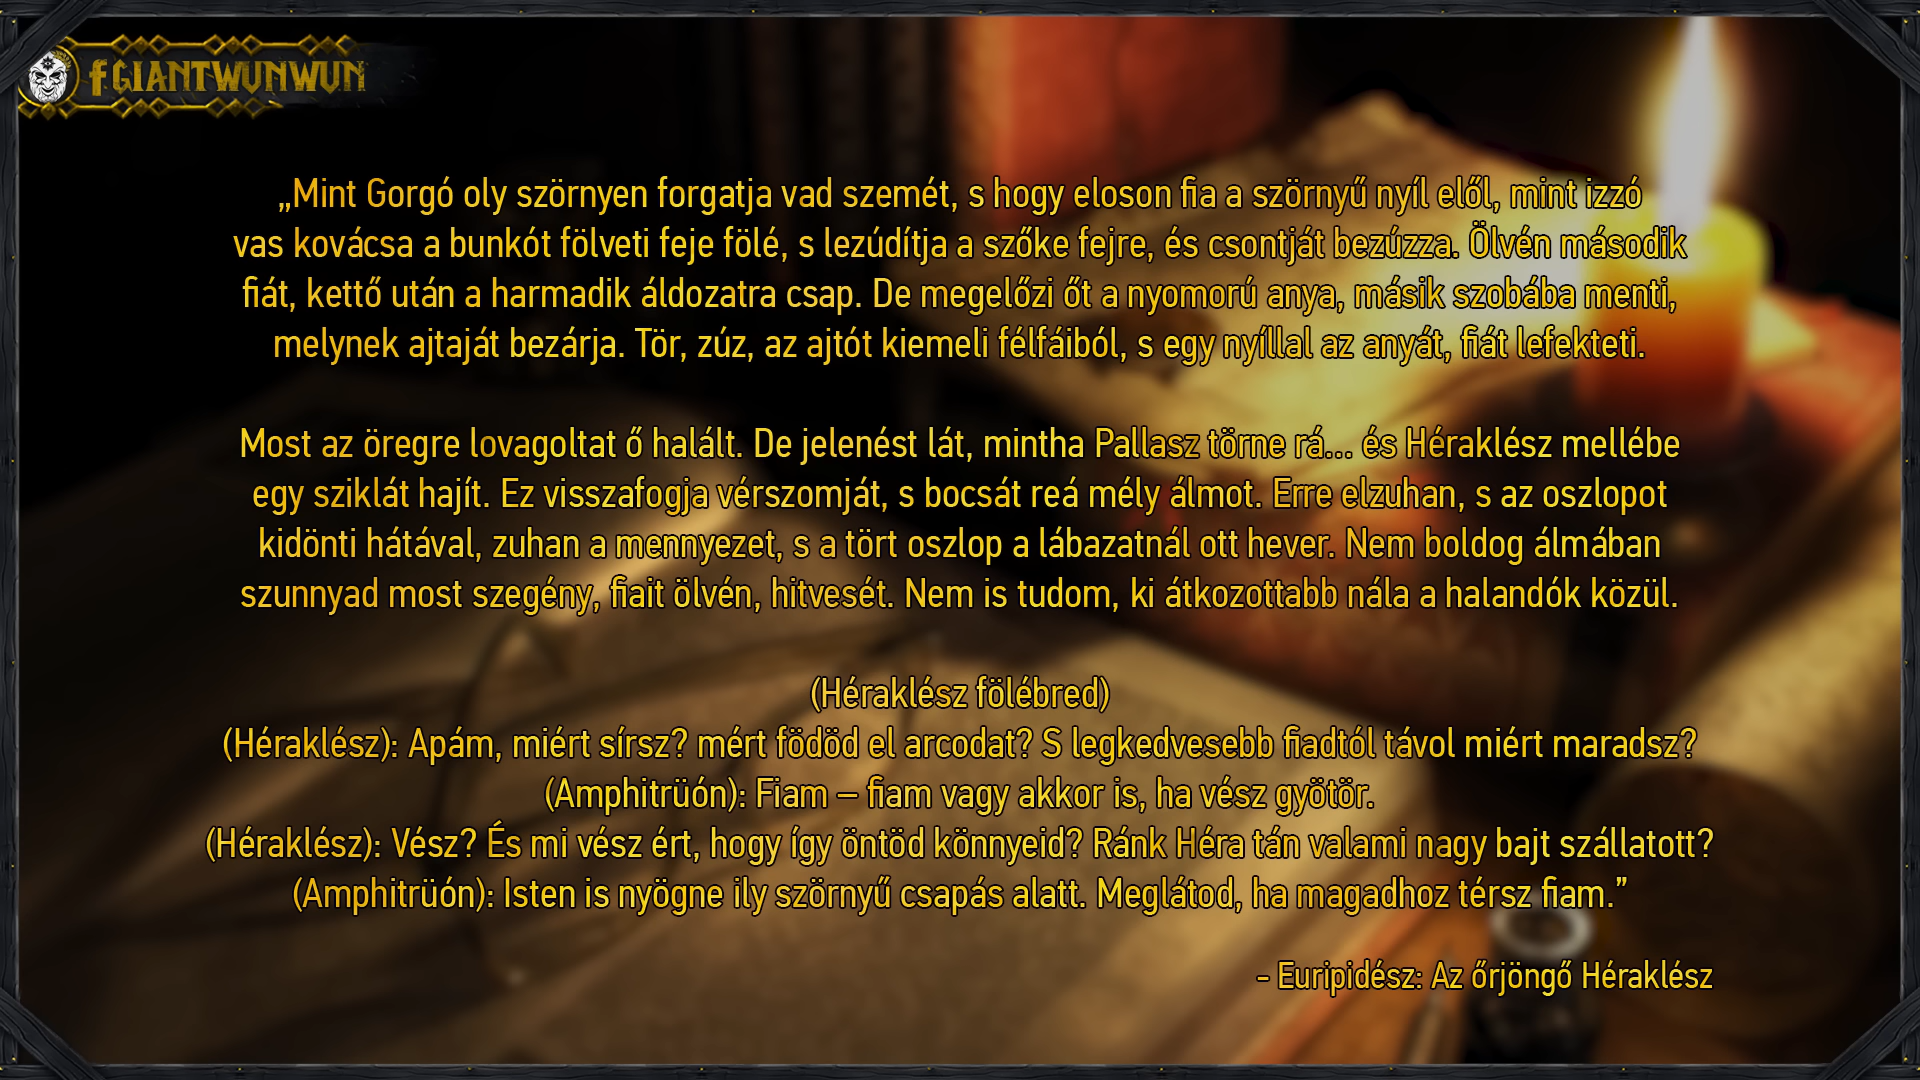 fGIANTWUNWUN
„Mint Gorgó oly szörnyen forgatja vad szemét, s hogy eloson fia a szörnyű nyíl elől, mint izzó
vas kovácsa a bunkót fölveti feje fölé, s lezúdítja a szőke fejre, és csontját bezúzza. Ölvén második
fiát, kettő után a harmadik áldozatra csap. De megelőzi őt a nyomorú anya, másik szobába menti,
melynek ajtaját bezárja. Tör, zúz, az ajtót kiemeli félfáiból, s egy nyíllal az anyát, fiát lefekteti.
Most az öregre lovagoltat ő halált. De jelenést lát, mintha Pallasz törne rá... és Héraklész mellébe
egy sziklát hajít. Ez visszafogja vérszomját, s bocsát reá mély álmot. Erre elzuhan, s az oszlopot
kidönti hátával, zuhan a mennyezet, s a tört oszlop a lábazatnál ott hever. Nem boldog álmában
szunnyad most szegény, fiait ölvén, hitvesét. Nem is tudom, ki átkozottabb nála a halandók közül.
(Héraklész fölébred)
(Héraklész): Apám, miért sírsz? mért födöd el arcodat? S legkedvesebb fiadtól távol miért maradsz?
(Amphitrüón): Fiam – fiam vagy akkor is, ha vész gyötör.
(Héraklész): Vész? És mi vész ért, hogy így öntöd könnyeid? Ránk Héra tán valami nagy bajt szállatott?
(Amphitrüón): Isten is nyögne ily szörnyű csapás alatt. Meglátod, ha magadhoz térsz fiam.”
- Euripidész: Az őrjöngő Héraklész